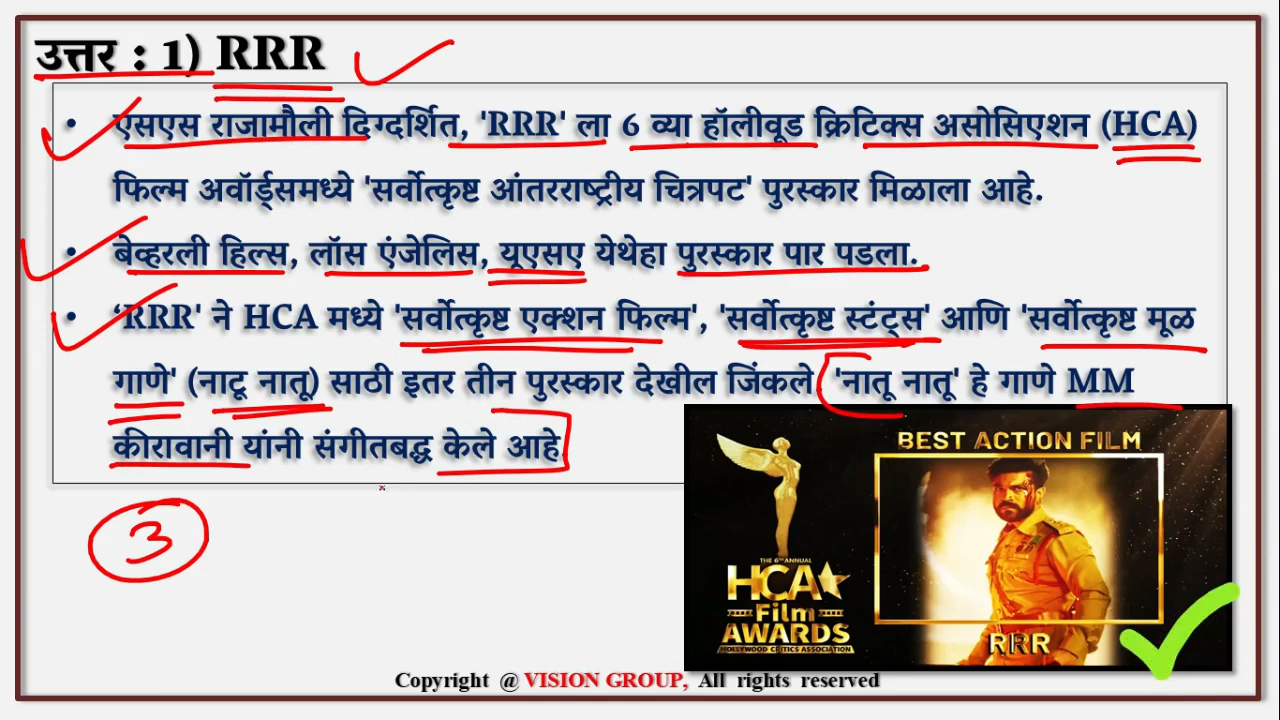 उत्तर : 1) RRR
• एसएस राजामौली दिग्दर्शित, 'RRR' ला 6 व्या हॉलीवूड क्रिटिक्स असोसिएशन (HCA)
फिल्म अवॉर्ड्समध्ये 'सर्वोत्कृष्ट आंतरराष्ट्रीय चित्रपट' पुरस्कार मिळाला आहे.
• बेव्हरली हिल्स, लॉस एंजेलिस, यूएसए येथेहा पुरस्कार पार पडला.
• ‘RRR' ने HCA मध्ये 'सर्वोत्कृष्ट एक्शन फिल्म', 'सर्वोत्कृष्ट स्टंट्स' आणि 'सर्वोत्कृष्ट मूळ
गाणे' (नाटू नातू) साठी इतर तीन पुरस्कार देखील जिंकले 'नातू नातू' हे गाणे MM
कीरावानी यांनी संगीतबद्ध केले आहे
3
BEST ACTION FILM
THE 6TH ANNUAL
HCA
Film
AWARDS
HOLLYWOOD CRITICS ASSOCIATION
RRR
Copyright @ VISION GROUP, All rights reserved